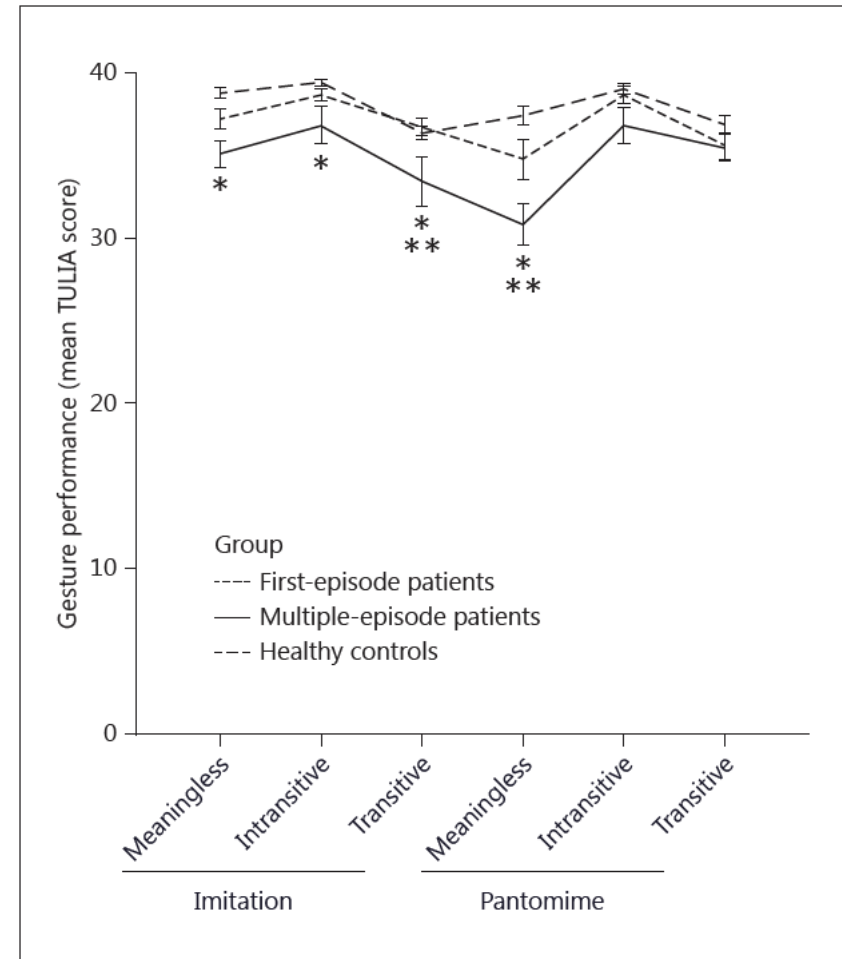 Gesture performance (mean TULIA score)
40
30
20
10
0
*
*
*
**
*
**
Group
First-episode patients
Multiple-episode patients
Healthy controls
Meaningless
Intransitive
Transitive
Meaningless
Intransitive
Transitive
Imitation
Pantomime